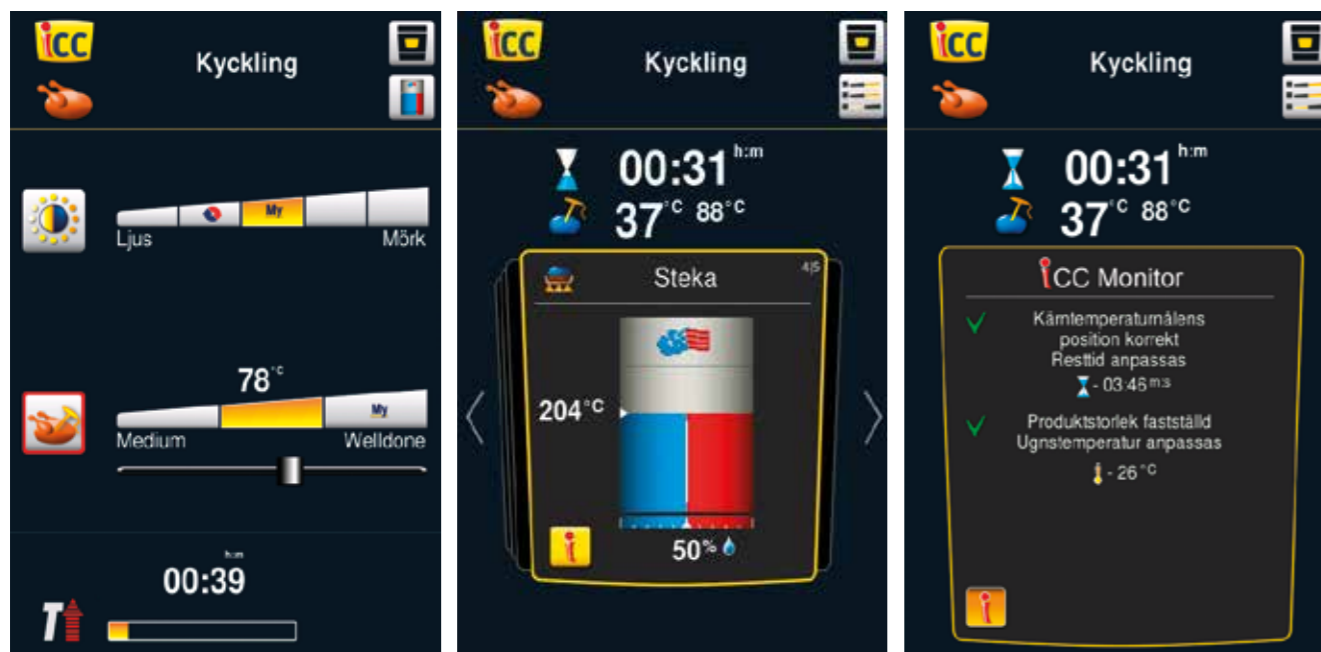 iCC
Kyckling
Ljus
My
Mörk
78°C
My
Medium
Welldone
h:m
00:39
T
iCC
Kyckling
00:31 h:m
37°C 88°C
Steka
4|5
204°C
i
50%
iCC
Kyckling
00:31 h:m
37°C 88°C
iCC Monitor
Kärntemperaturnålens
position korrekt
Resttid anpassas
- 03:46 m:s
Produktstorlek fastställd
Ugnstemperatur anpassas
- 26°C
i